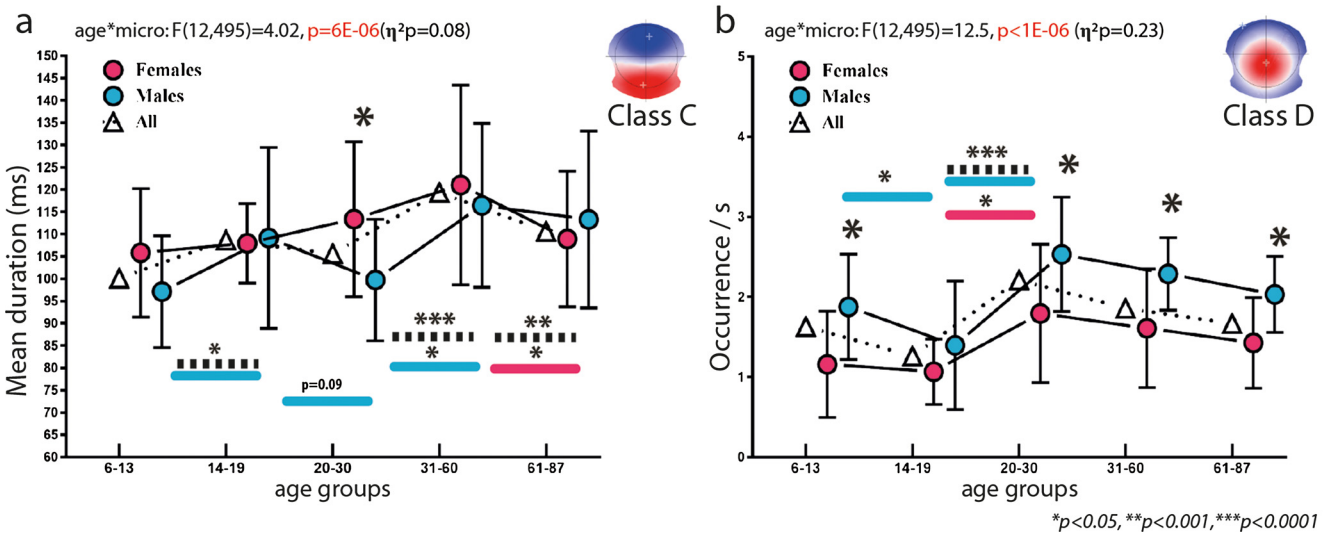 a
age*micro: F(12,495)=4.02, p=6E-06 (η²p=0.08)
Class C
Females
Males
All
Mean duration (ms)
150
145
140
135
130
125
120
115
110
105
100
95
90
85
80
75
70
65
60
*
*
p=0.09
***
*
**
*
6-13
14-19
20-30
31-60
61-87
age groups
b
age*micro: F(12,495)=12.5, p<1E-06 (η²p=0.23)
Class D
Females
Males
All
Occurrence / s
5
4
3
2
1
0
*
*
***
*
*
*
*
6-13
14-19
20-30
31-60
61-87
age groups
*p<0.05, **p<0.001, ***p<0.0001